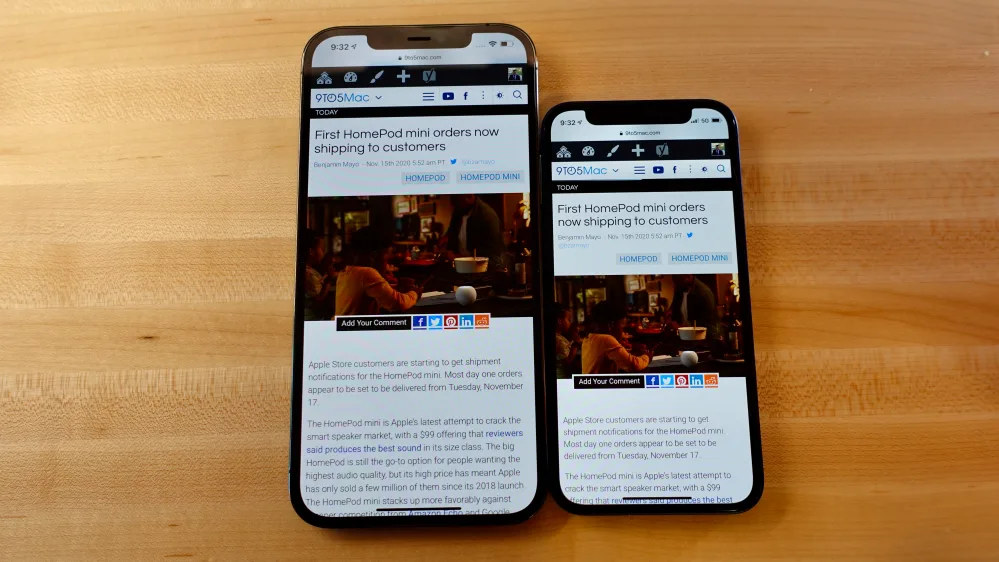 9:32
9to5mac.com
9TO5Mac
TODAY
First HomePod mini orders now
shipping to customers
Benjamin Mayo - Nov. 15th 2020 5:52 am PT
HOMEPOD HOMEPOD MINI
Add Your Comment f in
Apple Store customers are starting to get shipment
notifications for the HomePod mini. Most day one orders
appear to be set to be delivered from Tuesday, November
17.
The HomePod mini is Apple's latest attempt to crack the
smart speaker market, with a $99 offering that reviewers
said produces the best sound in its size class. The big
HomePod is still the go-to option for people wanting the
highest audio quality, but its high price has meant Apple
has only sold a few million of them since its 2018 launch.
The HomePod mini stacks up more favorably against
competition from Amazon Echo and Google
9:32 5G
9to5mac.com
9TO5Mac
TODAY
First HomePod mini orders
now shipping to customers
Benjamin Mayo - Nov. 15th 2020 5:52 am PT
HOMEPOD HOMEPOD MINI
Add Your Comment f in
Apple Store customers are starting to get
shipment notifications for the HomePod mini.
Most day one orders appear to be set to be
delivered from Tuesday, November 17.
The HomePod mini is Apple's latest attempt to
crack the smart speaker market, with a $99
offering that reviewers said produces the best